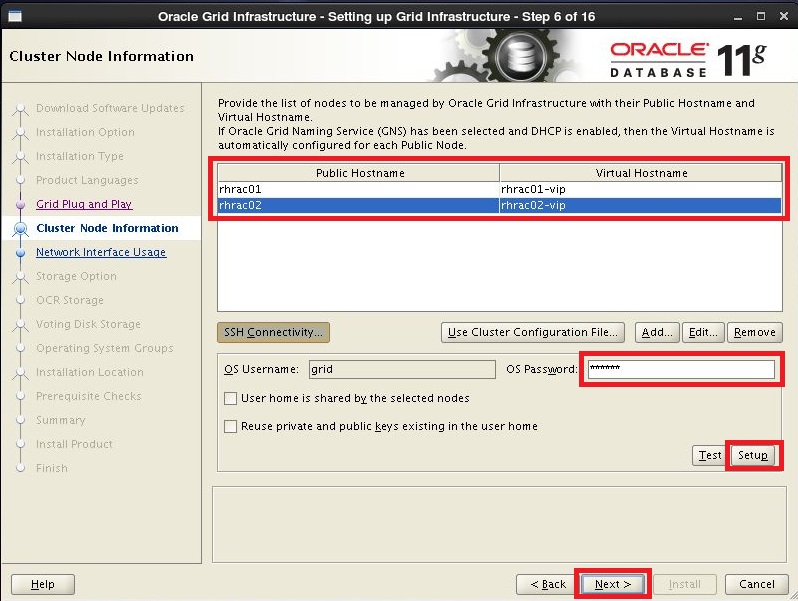 Oracle Grid Infrastructure - Setting up Grid Infrastructure - Step 6 of 16
Cluster Node Information
ORACLE
DATABASE 11g
Download Software Updates
Installation Option
Installation Type
Product Languages
Grid Plug and Play
Cluster Node Information
Network Interface Usage
Storage Option
OCR Storage
Voting Disk Storage
Operating System Groups
Installation Location
Prerequisite Checks
Summary
Install Product
Finish
Provide the list of nodes to be managed by Oracle Grid Infrastructure with their Public Hostname and
Virtual Hostname.
If Oracle Grid Naming Service (GNS) has been selected and DHCP is enabled, then the Virtual Hostname is
automatically configured for each Public Node.
Public Hostname Virtual Hostname
rhrac01 rhrac01-vip
rhrac02 rhrac02-vip
SSH Connectivity... Use Cluster Configuration File... Add... Edit... Remove
OS Username: grid OS Password: ******
User home is shared by the selected nodes
Reuse private and public keys existing in the user home
Test Setup
Help < Back Next > Install Cancel